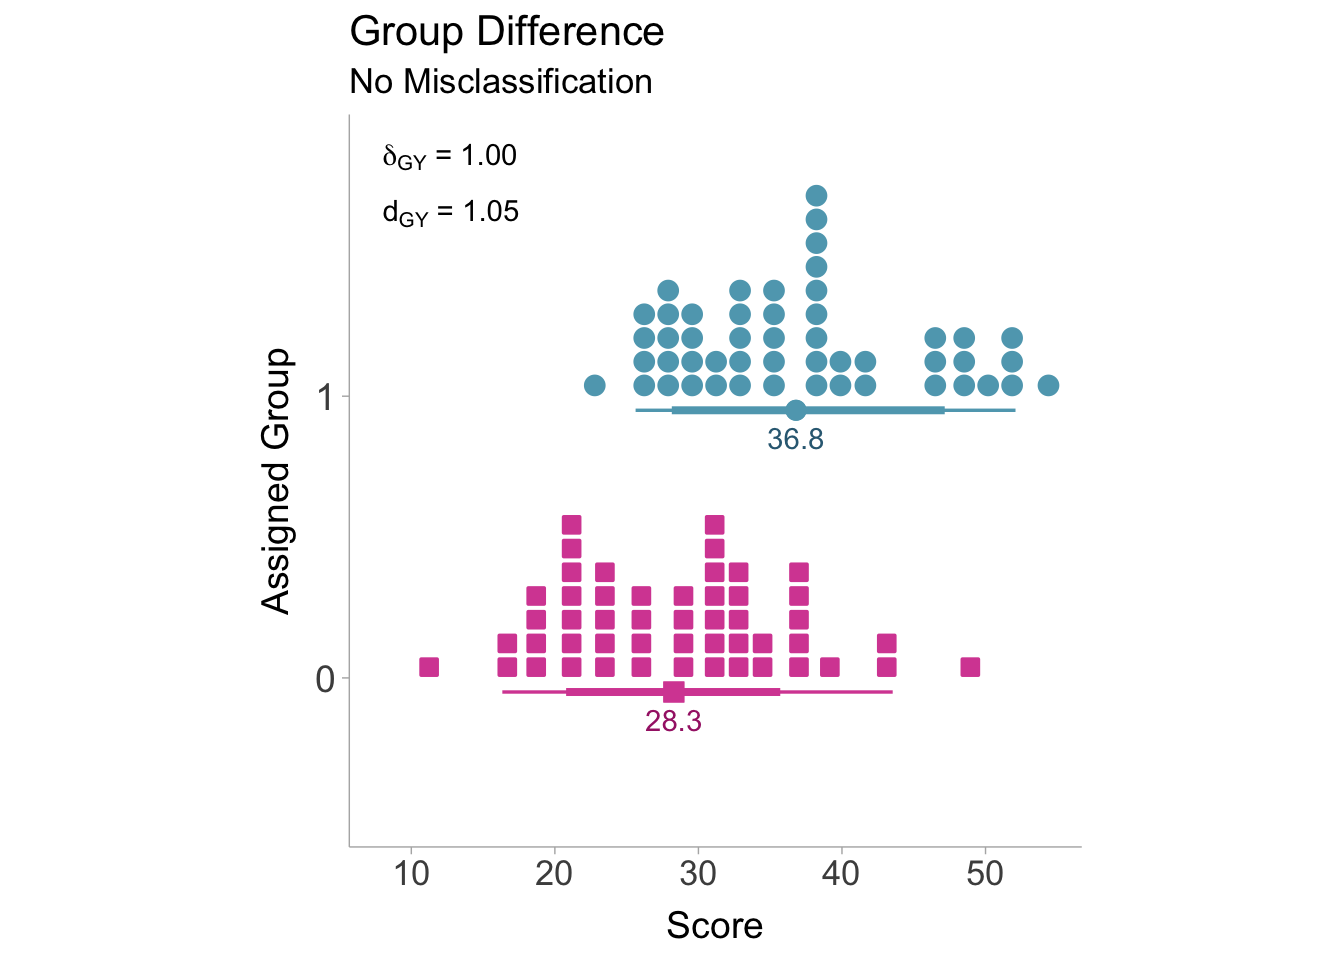 Group Difference
No Misclassification
δGY = 1.00
dGY = 1.05
Assigned Group
1
36.8
0
28.3
10 20 30 40 50
Score